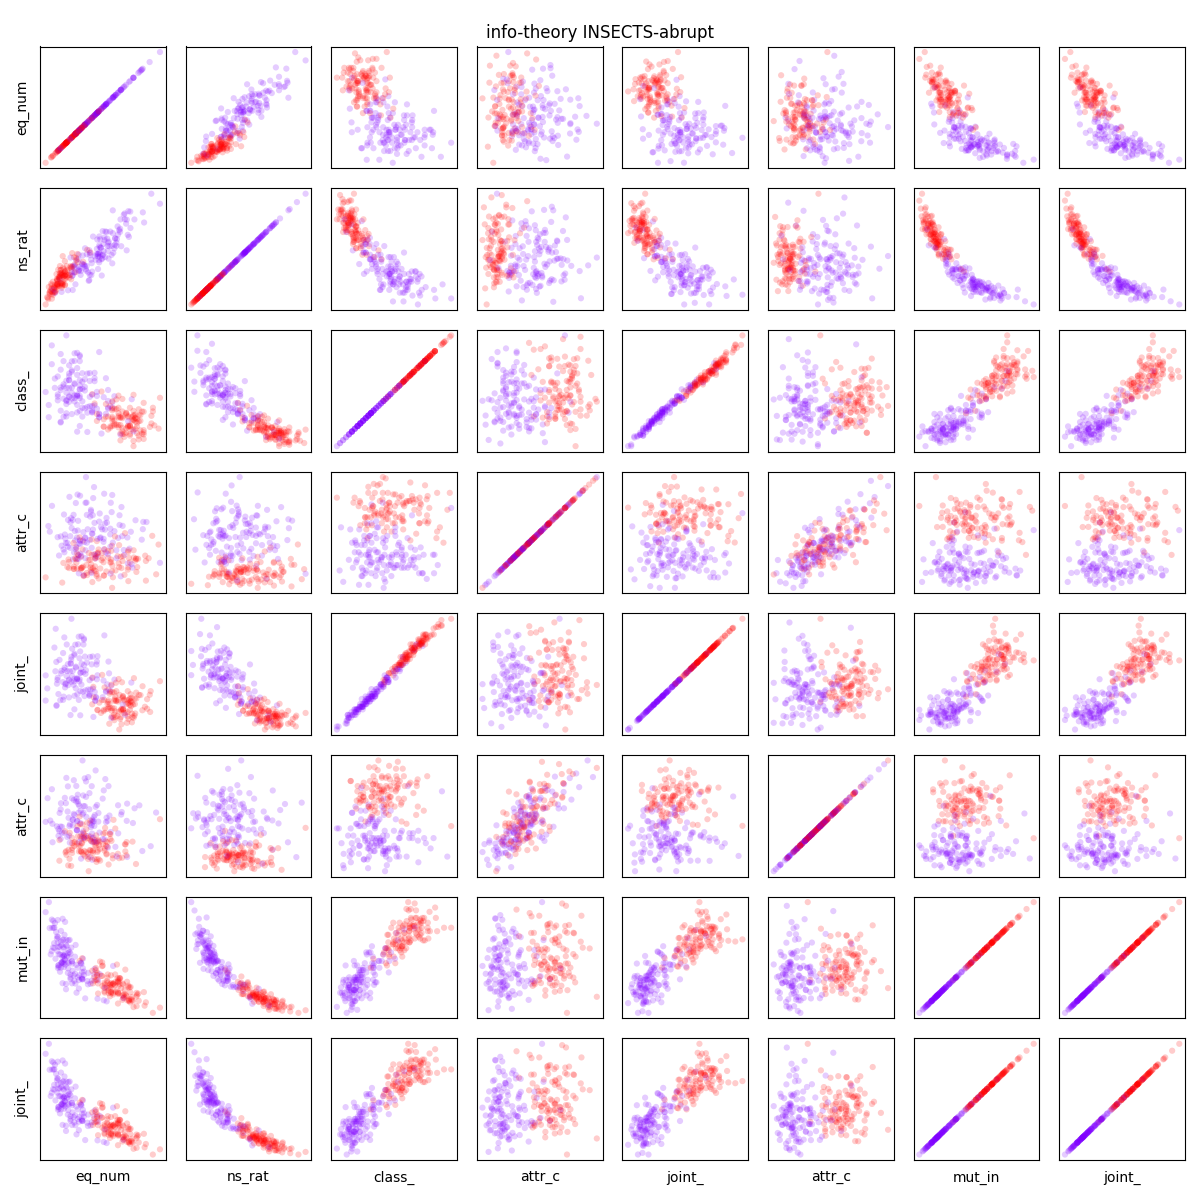 info-theory INSECTS-abrupt
eq_num
ns_rat
class_
attr_c
joint_
attr_c
mut_in
joint_
eq_num ns_rat class_ attr_c joint_ attr_c mut_in joint_